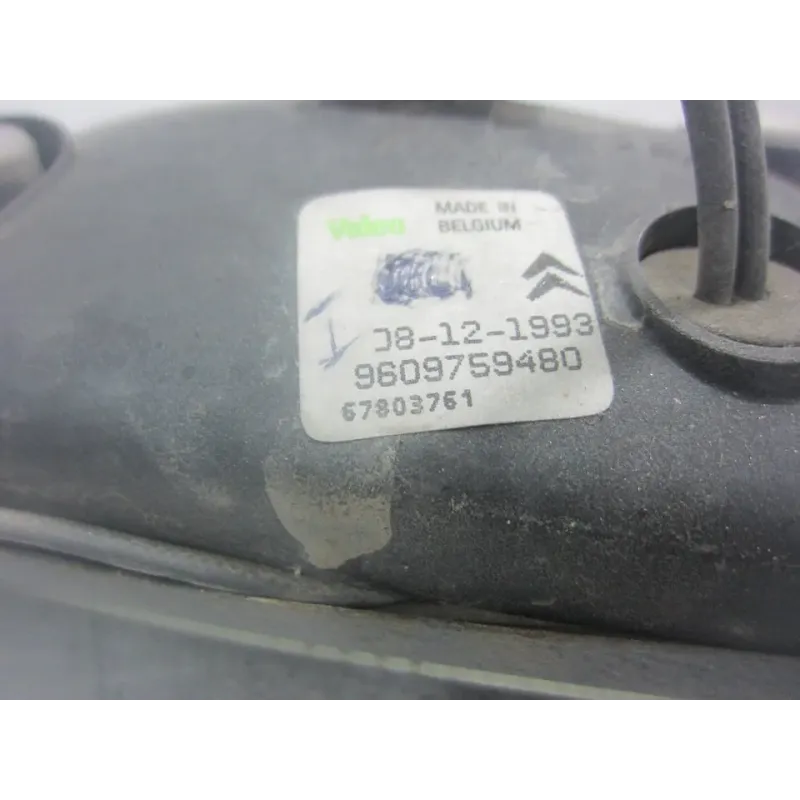 Valeo
MADE IN
BELGIUM
08-12-1993
9609759480
67803761